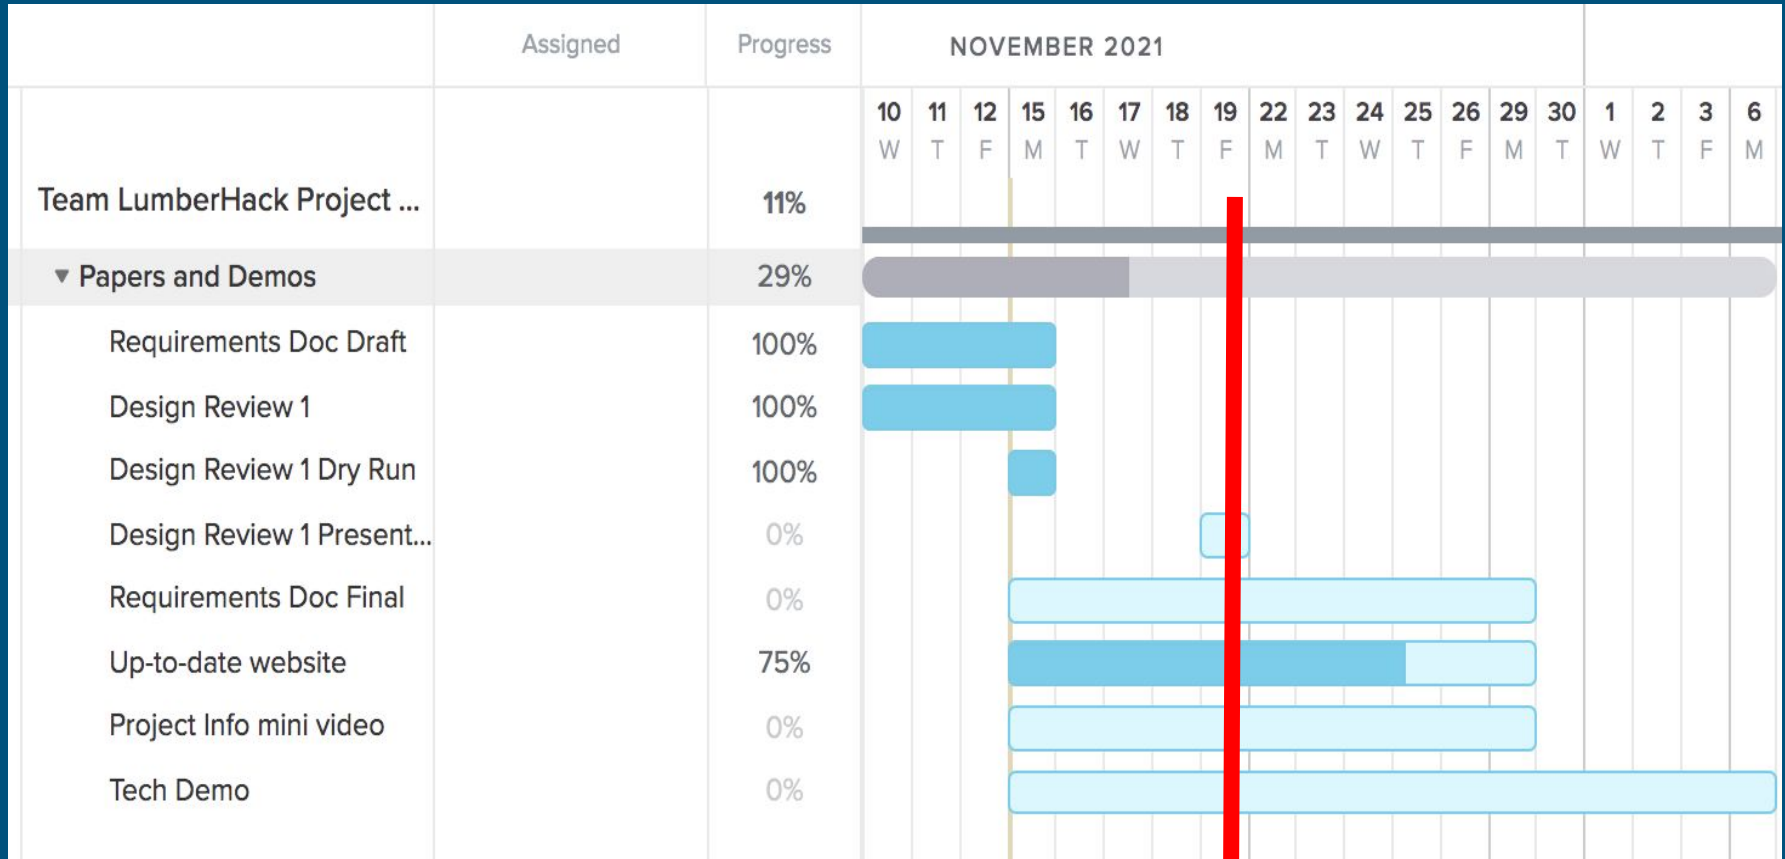 Assigned Progress NOVEMBER 2021
10 11 12 15 16 17 18 19 22 23 24 25 26 29 30 1 2 3 6
W T F M T W T F M T W T F M T W T F M
Team LumberHack Project ... 11%
▼ Papers and Demos 29%
Requirements Doc Draft 100%
Design Review 1 100%
Design Review 1 Dry Run 100%
Design Review 1 Present... 0%
Requirements Doc Final 0%
Up-to-date website 75%
Project Info mini video 0%
Tech Demo 0%